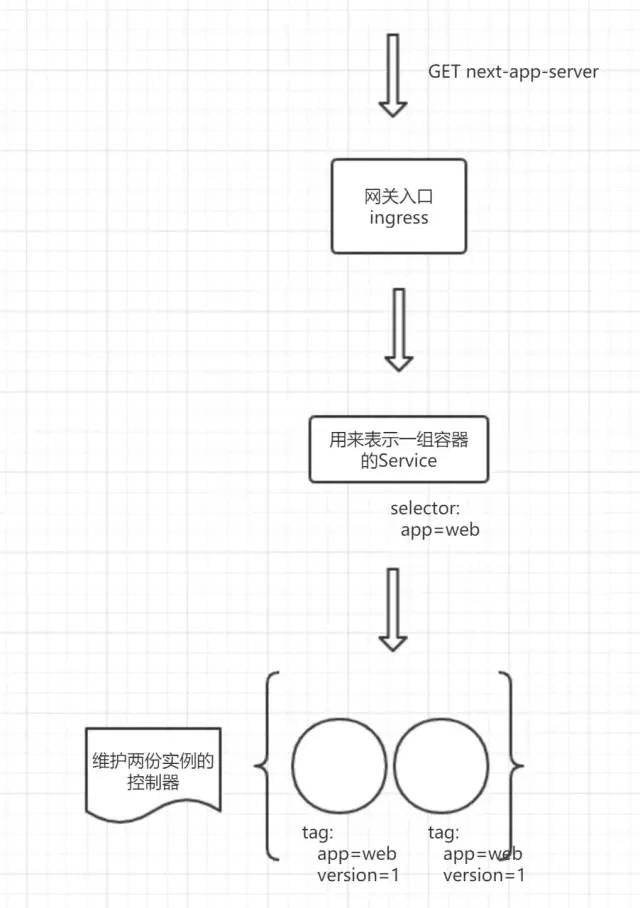 GET next-app-server
网关入口
ingress
用来表示一组容器
的Service
selector:
app=web
维护两份实例的
控制器
tag:
app=web
version=1
tag:
app=web
version=1